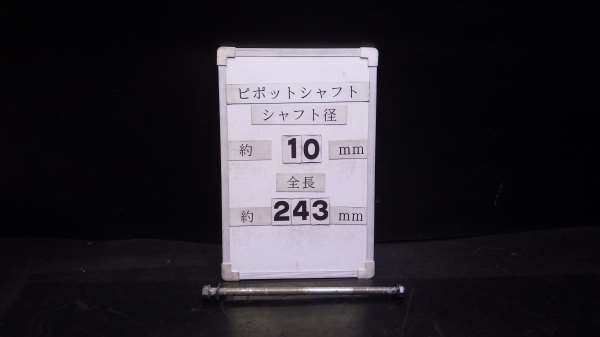 ピボットシャフト
シャフト径
約 10 mm
全長
約 243 mm